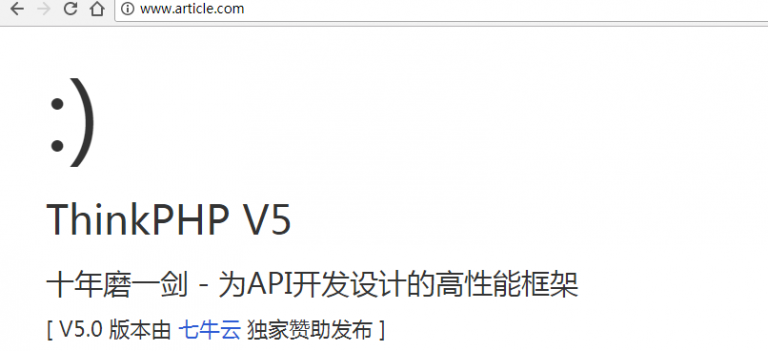 www.article.com
:)
ThinkPHP V5
十年磨一剑 - 为API开发设计的高性能框架
[ V5.0 版本由 七牛云 独家赞助发布 ]